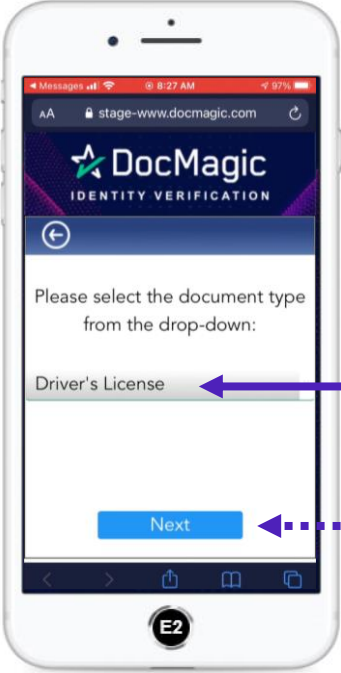 Messages 8:27 AM 97%
AA stage-www.docmagic.com
DocMagic
IDENTITY VERIFICATION
Please select the document type
from the drop-down:
Driver's License
Next
E2